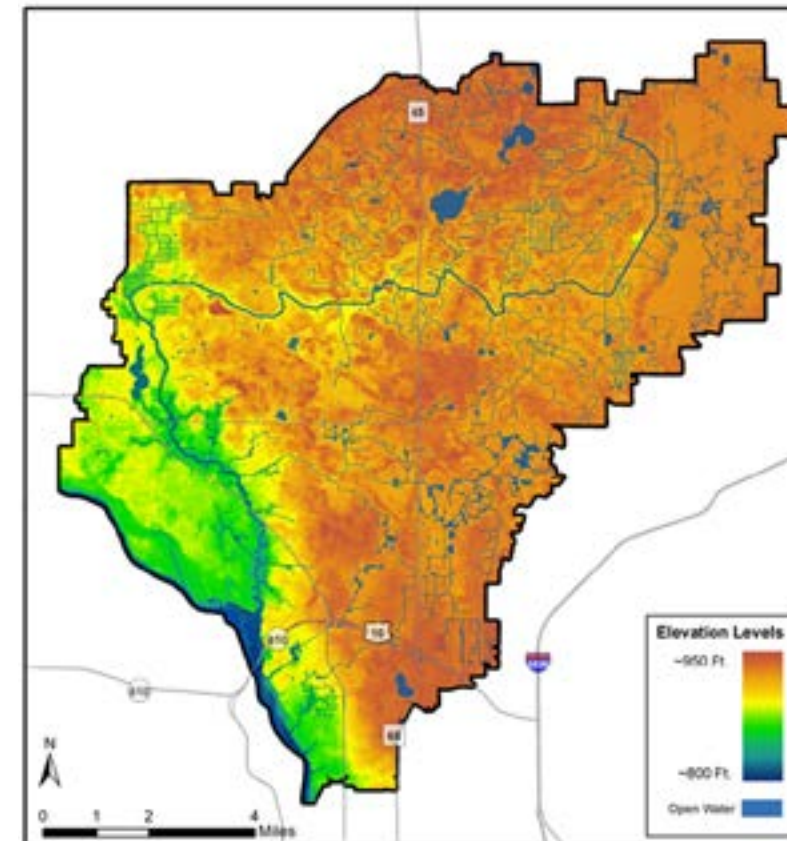 65
610
10
610
65
N
0 1 2 4
Miles
Elevation Levels
~950 Ft.
~800 Ft.
Open Water